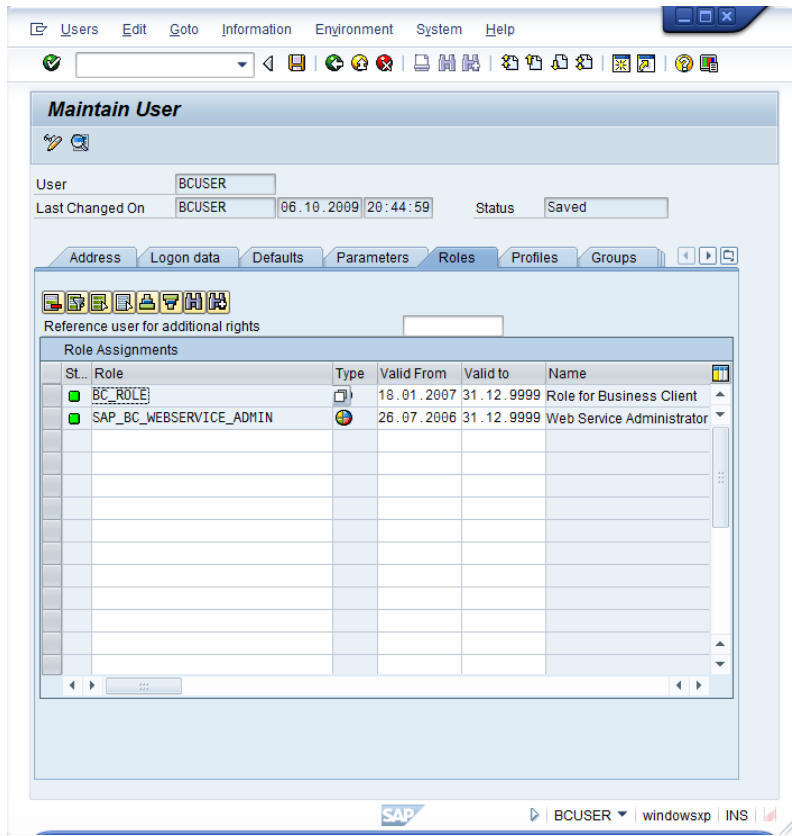 Users Edit Goto Information Environment System Help
Maintain User
User BCUSER
Last Changed On BCUSER 06.10.2009 20:44:59 Status Saved
Address Logon data Defaults Parameters Roles Profiles Groups
Reference user for additional rights
Role Assignments
St... Role Type Valid From Valid to Name
BC_ROLE 18.01.2007 31.12.9999 Role for Business Client
SAP_BC_WEBSERVICE_ADMIN 26.07.2006 31.12.9999 Web Service Administrator
SAP BCUSER windowsxp INS